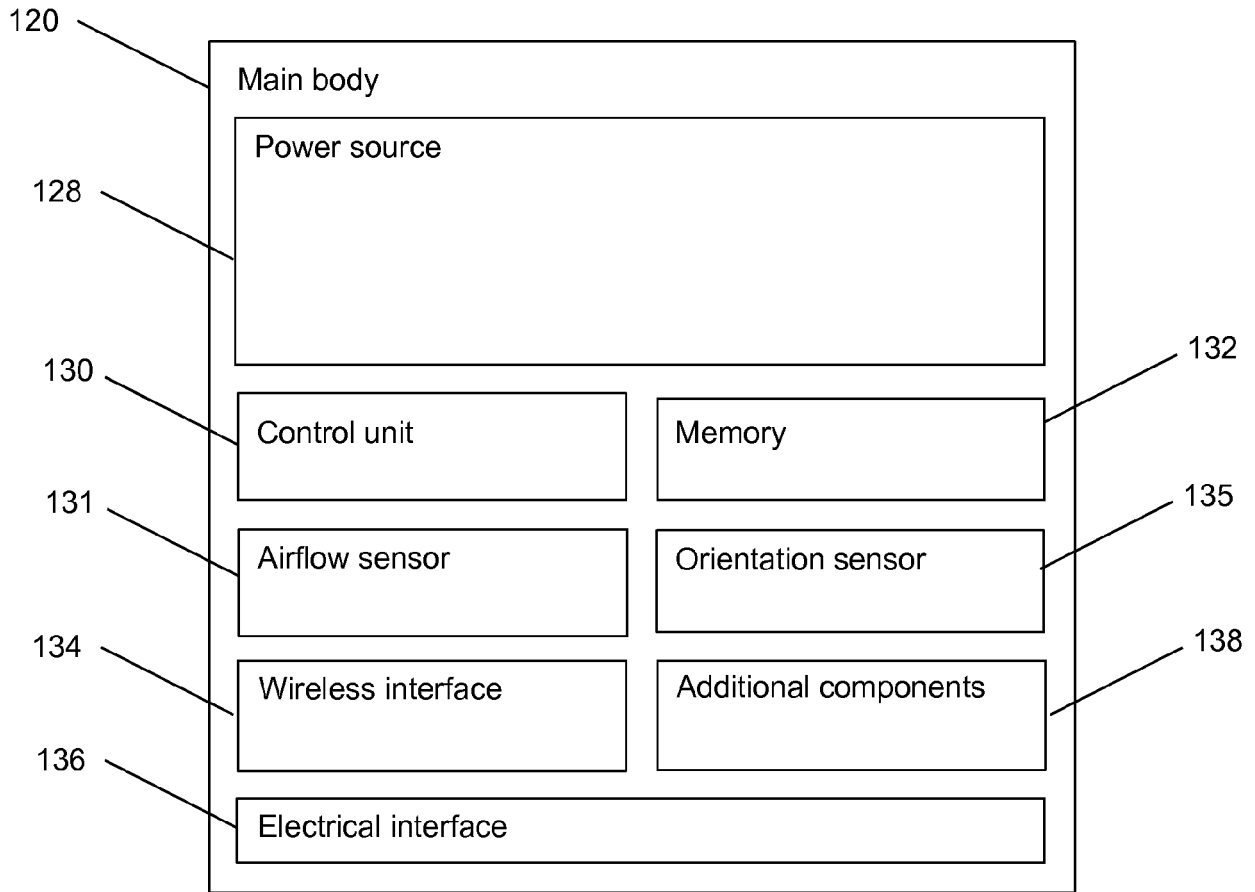 120
Main body
Power source
128
132
130
Control unit
Memory
131
135
Airflow sensor
Orientation sensor
134
138
Wireless interface
Additional components
136
Electrical interface